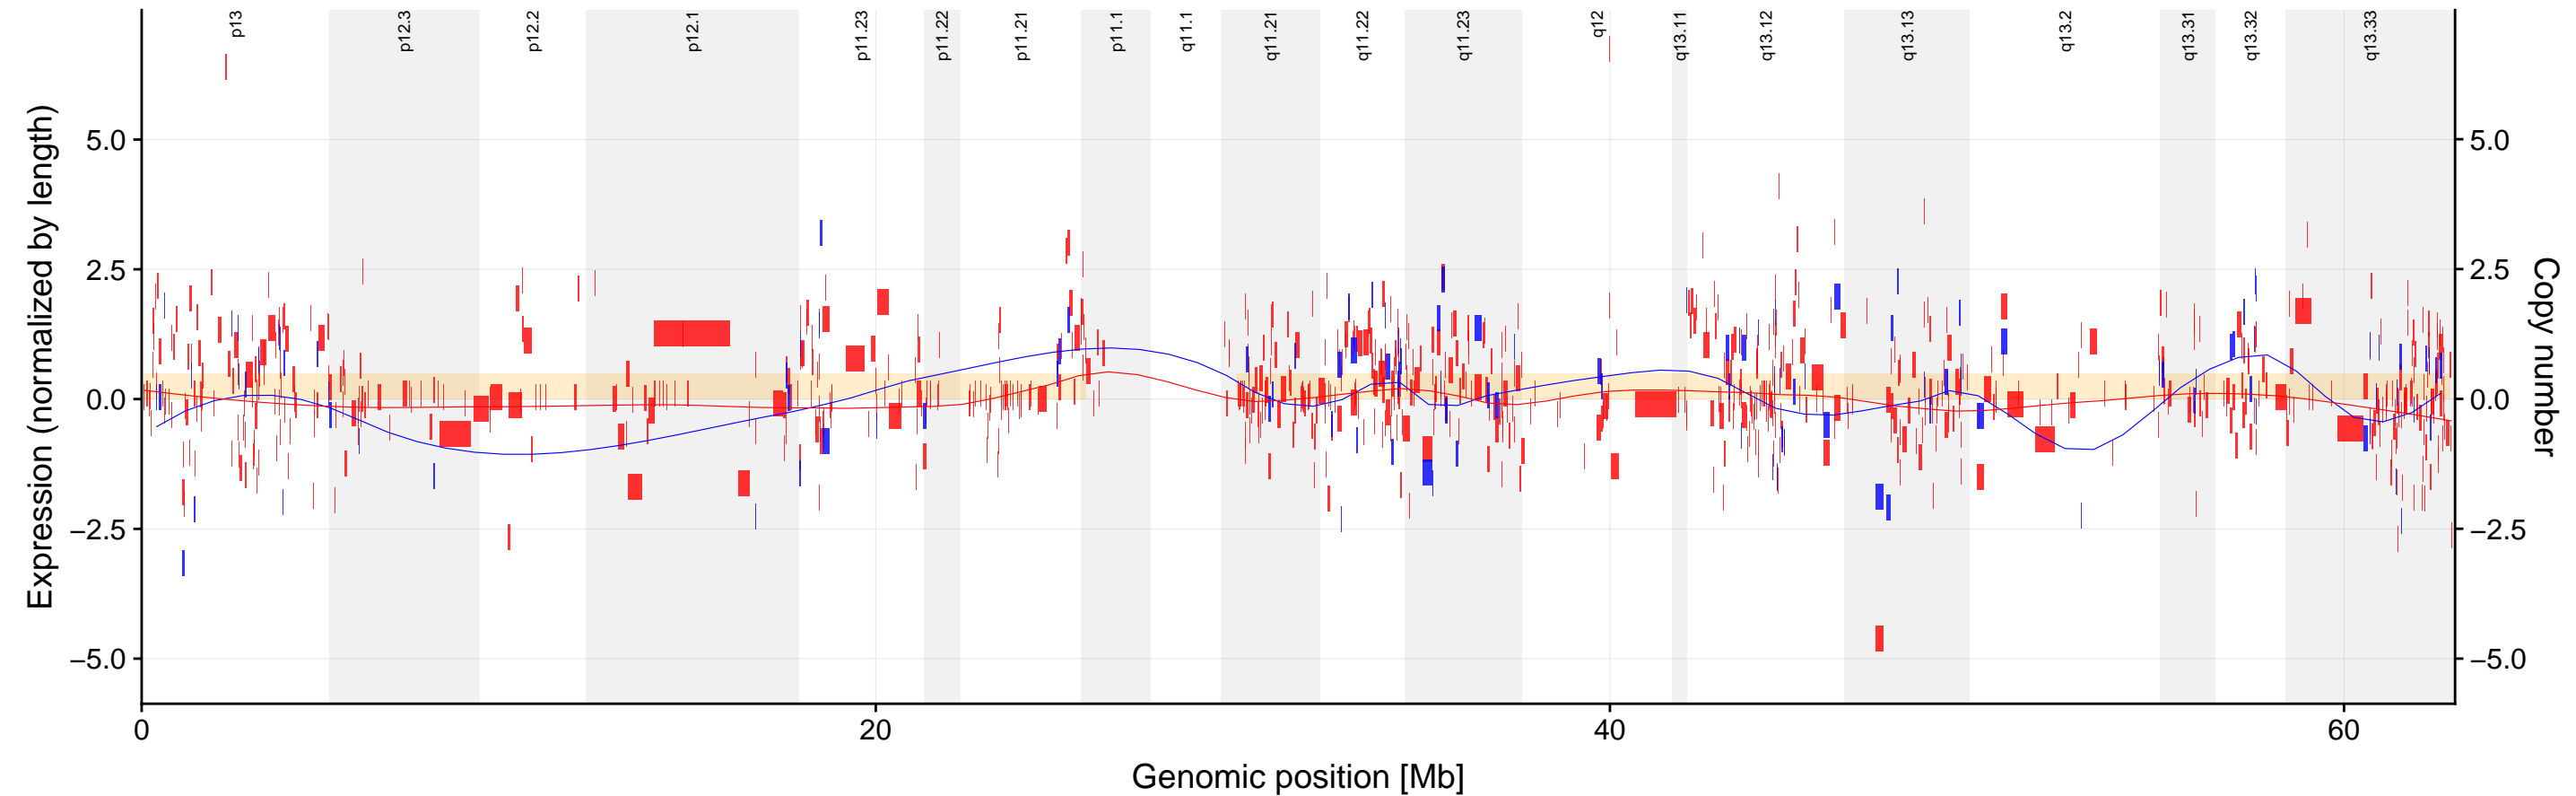 p13 p12.3 p12.2 p12.1 p11.23 p11.22 p11.21 p11.1 q11.1 q11.21 q11.22 q11.23 q12 q13.11 q13.12 q13.13 q13.2 q13.31 q13.32 q13.33
Expression (normalized by length)
5.0
2.5
0.0
−2.5
−5.0
5.0
2.5
0.0
−2.5
−5.0
Copy number
0 20 40 60
Genomic position [Mb]